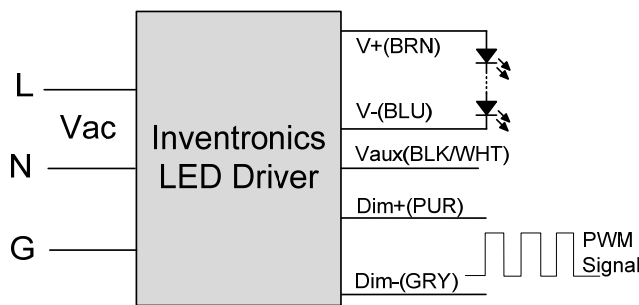 L
Vac
N
G
Inventronics
LED Driver
V+(BRN)
V-(BLU)
Vaux(BLK/WHT)
Dim+(PUR)
Dim-(GRY)
PWM
Signal